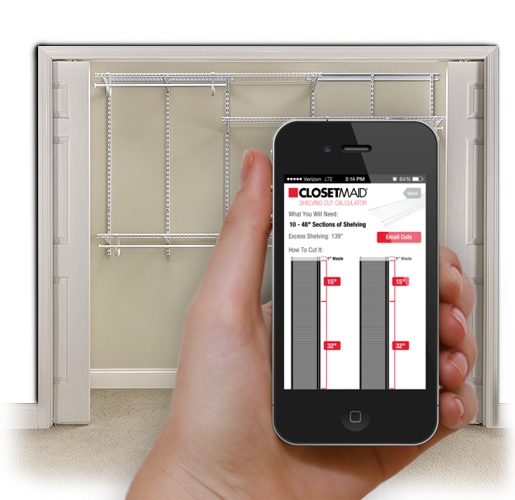 ●●●●● Verizon LTE 3:14 PM 64%
CLOSETMAID
Back
SHELVING CUT CALCULATOR
What You Will Need:
10 - 48" Sections of Shelving
Excess Shelving: 139"
Email Cuts
How To Cut It:
1" Waste 1" Waste
15" 15"
32" 32"